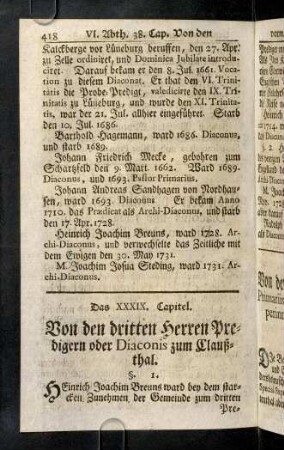 418 VI. Abth. 38. Cap. Von den
Kalckberge vor Lüneburg beruffen, den 27. Apr.
zu Zelle ordiniret, und Dominica Jubilate introdu-
ciret. Darauf bekam er den 8. Jul. 1661. Voca-
tion zu diesem Diaconat. Er that den VI. Trini-
tatis die Probe-Predigt, valedicirte den IX. Tri-
nitatis zu Lüneburg, und wurde den XI. Trinita-
tis, war der 21. Jul. allhier eingeführet. Starb
den 10. Jul. 1686.
Barthold Hagemann, ward 1686. Diaconus,
und starb 1689.
Johann Friedrich Mecke, gebohren zum
Schartzfeld den 9. Mart. 1662. Ward 1689.
Diaconus, und 1693. Pastor Primarius.
Johann Andreas Sandhagen von Nordhau-
sen, ward 1693. Diaconus. Er bekam Anno
1710. das Prædicat als Archi-Diaconus, und starb
den 17. Apr. 1728.
Heinrich Joachim Breuns, ward 1728. Ar-
chi-Diaconus, und verwechselte das Zeitliche mit
dem Ewigen den 30. May 1731.
M. Joachim Josua Steding, ward 1731. Ar-
chi-Diaconus.
Das XXXIX. Capitel.
Von den dritten Herren Pre-
digern oder Diaconis zum Clauß-
thal.
§. 1.
HEinrich Joachim Breuns ward bey dem star-
cken Zunehmen der Gemeinde zum dritten
Pre-